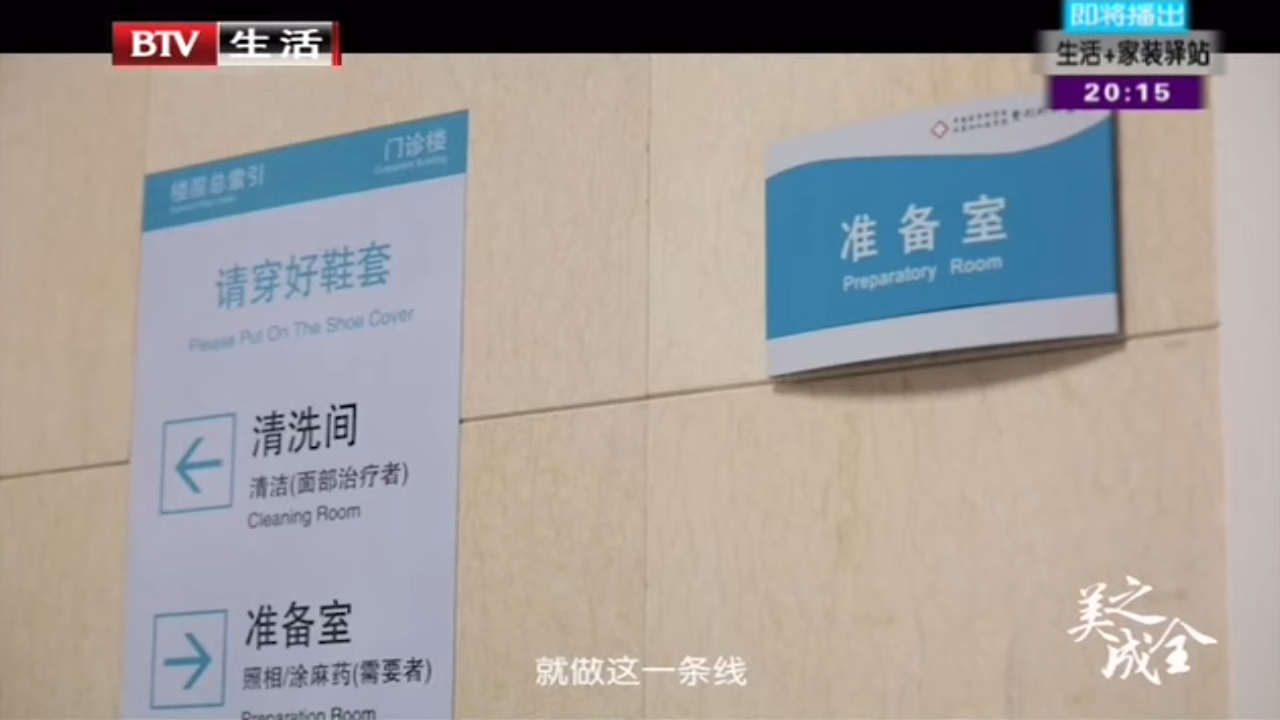 BTV 生活
即将播出
生活+家装驿站
20:15
楼层总索引
门诊楼
请穿好鞋套
Please Put On The Shoe Cover
清洗间
清洁(面部治疗者)
Cleaning Room
准备室
照相/涂麻药(需要者)
Preparation Room
准备室
Preparatory Room
就做这一条线
美之成全